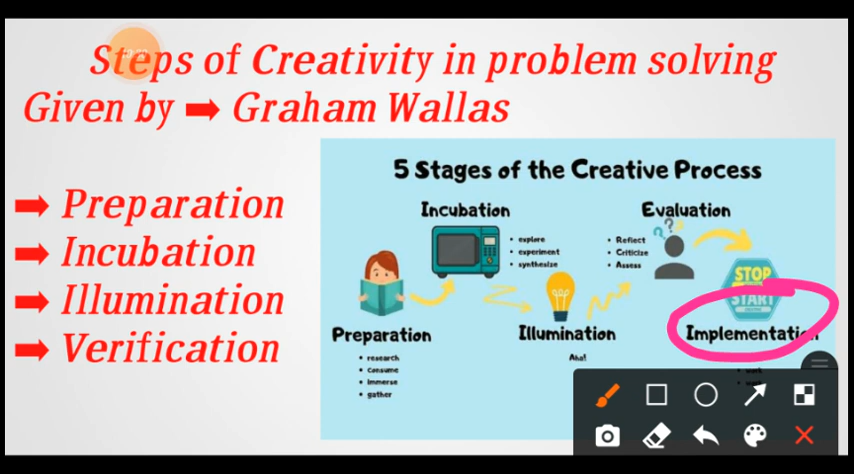 Steps of Creativity in problem solving
Given by ➡ Graham Wallas
➡ Preparation
➡ Incubation
➡ Illumination
➡ Verification
5 Stages of the Creative Process
Incubation
• explore
• experiment
• synthesize
Evaluation
• Reflect
• Criticize
• Assess
STOP
START
Preparation
• research
• Consume
• immerse
• gather
Illumination
Aha!
Implementation